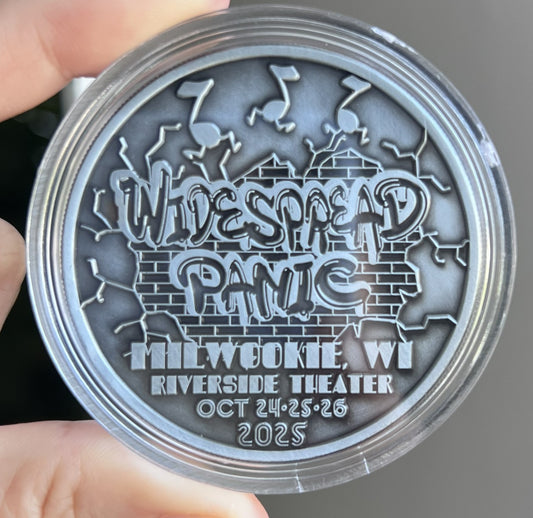 WIDESPREAD
PANIC
MILWOOKIE, WI
RIVERSIDE THEATER
OCT 24·25·26
2025